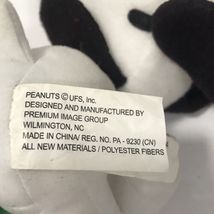 PEANUTS © UFS, Inc.
DESIGNED AND MANUFACTURED BY
PREMIUM IMAGE GROUP
WILMINGTON, NC
MADE IN CHINA/ REG. NO. PA - 9230 (CN)
ALL NEW MATERIALS / POLYESTER FIBERS